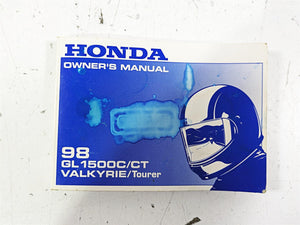 HONDA
OWNER'S MANUAL
98
GL1500C/CT
VALKYRIE/Tourer